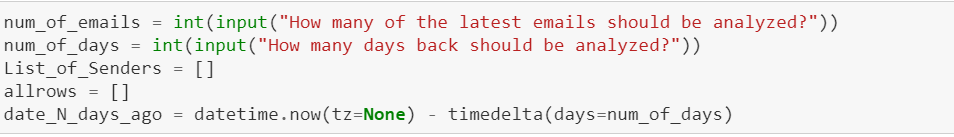 num_of_emails = int(input("How many of the latest emails should be analyzed?"))
num_of_days = int(input("How many days back should be analyzed?"))
List_of_Senders = []
allrows = []
date_N_days_ago = datetime.now(tz=None) - timedelta(days=num_of_days)